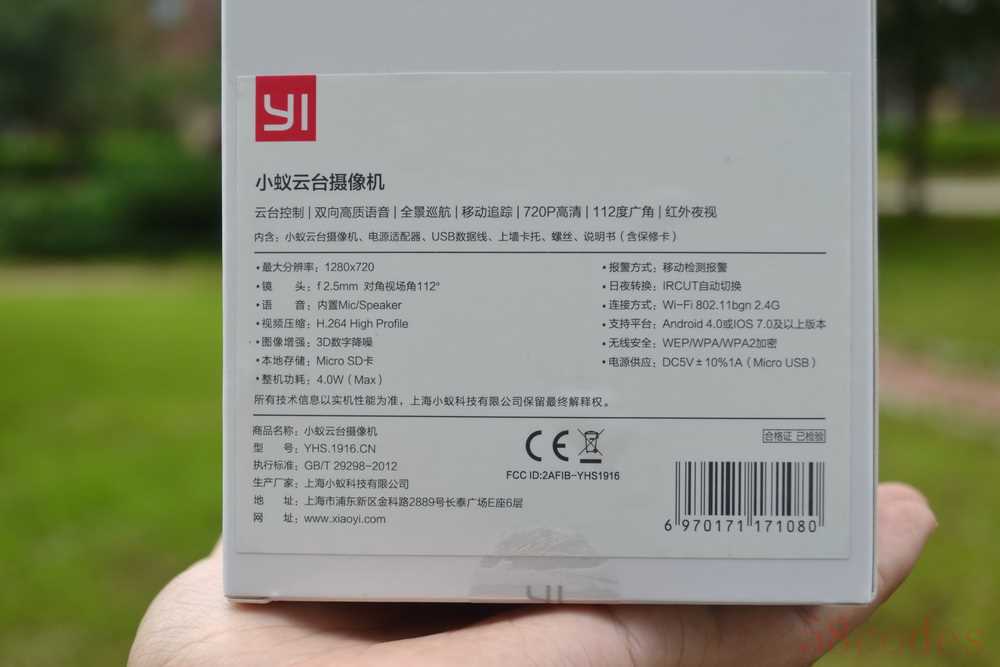 YI
小蚁云台摄像机
云台控制 | 双向高质语音 | 全景巡航 | 移动追踪 | 720P高清 | 112度广角 | 红外夜视
内含：小蚁云台摄像机、电源适配器、USB数据线、上墙卡托、螺丝、说明书（含保修卡）
•最大分辨率：1280x720
•镜 头：f 2.5mm 对角视场角112°
•语 音：内置Mic/Speaker
•视频压缩：H.264 High Profile
•图像增强：3D数字降噪
•本地存储：Micro SD卡
•整机功耗：4.0W（Max）
•报警方式：移动检测报警
•日夜转换：IRCUT自动切换
•连接方式：Wi-Fi 802.11bgn 2.4G
•支持平台：Android 4.0或IOS 7.0及以上版本
•无线安全：WEP/WPA/WPA2加密
•电源供应：DC5V±10%1A（Micro USB）
所有技术信息以实机性能为准，上海小蚁科技有限公司保留最终解释权。
商品名称：小蚁云台摄像机
型 号：YHS.1916.CN
执行标准：GB/T 29298-2012
生产厂家：上海小蚁科技有限公司
地 址：上海市浦东新区金科路2889号长泰广场E座6层
网 址：www.xiaoyi.com
CE
FCC ID:2AFIB-YHS1916
合格证 已检验
6 970171 171080
YI
a8codes